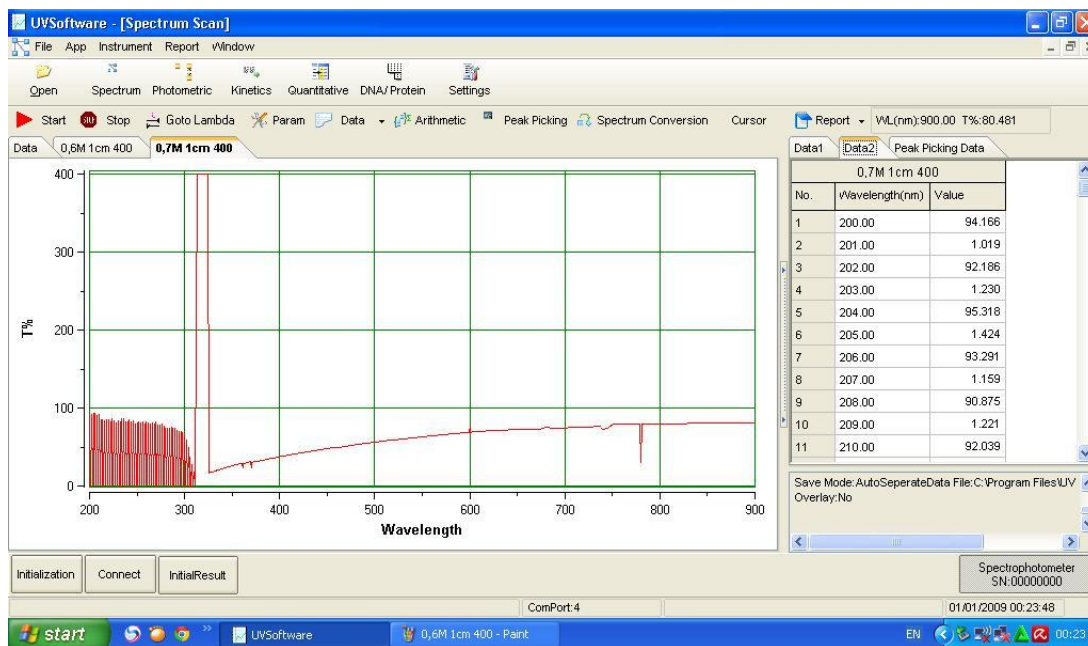 UVSoftware - [Spectrum Scan]
File App Instrument Report Window
Open Spectrum Photometric Kinetics Quantitative DNA/Protein Settings
Start Stop Goto Lambda Param Data Arithmetic Peak Picking Spectrum Conversion Cursor Report WL(nm):900.00 T%:80.481
Data 0,6M 1cm 400 0,7M 1cm 400
Data1 Data2 Peak Picking Data
400
300
200
100
0
T%
200 300 400 500 600 700 800 900
Wavelength
0,7M 1cm 400
No. Wavelength(nm) Value
1 200.00 94.166
2 201.00 1.019
3 202.00 92.186
4 203.00 1.230
5 204.00 95.318
6 205.00 1.424
7 206.00 93.291
8 207.00 1.159
9 208.00 90.875
10 209.00 1.221
11 210.00 92.039
Save Mode:AutoSeperateData File:C:\Program Files\UV
Overlay:No
Initialization Connect InitialResult
Spectrophotometer
SN:00000000
ComPort:4 01/01/2009 00:23:48
start UVSoftware 0,6M 1cm 400 - Paint EN 00:23